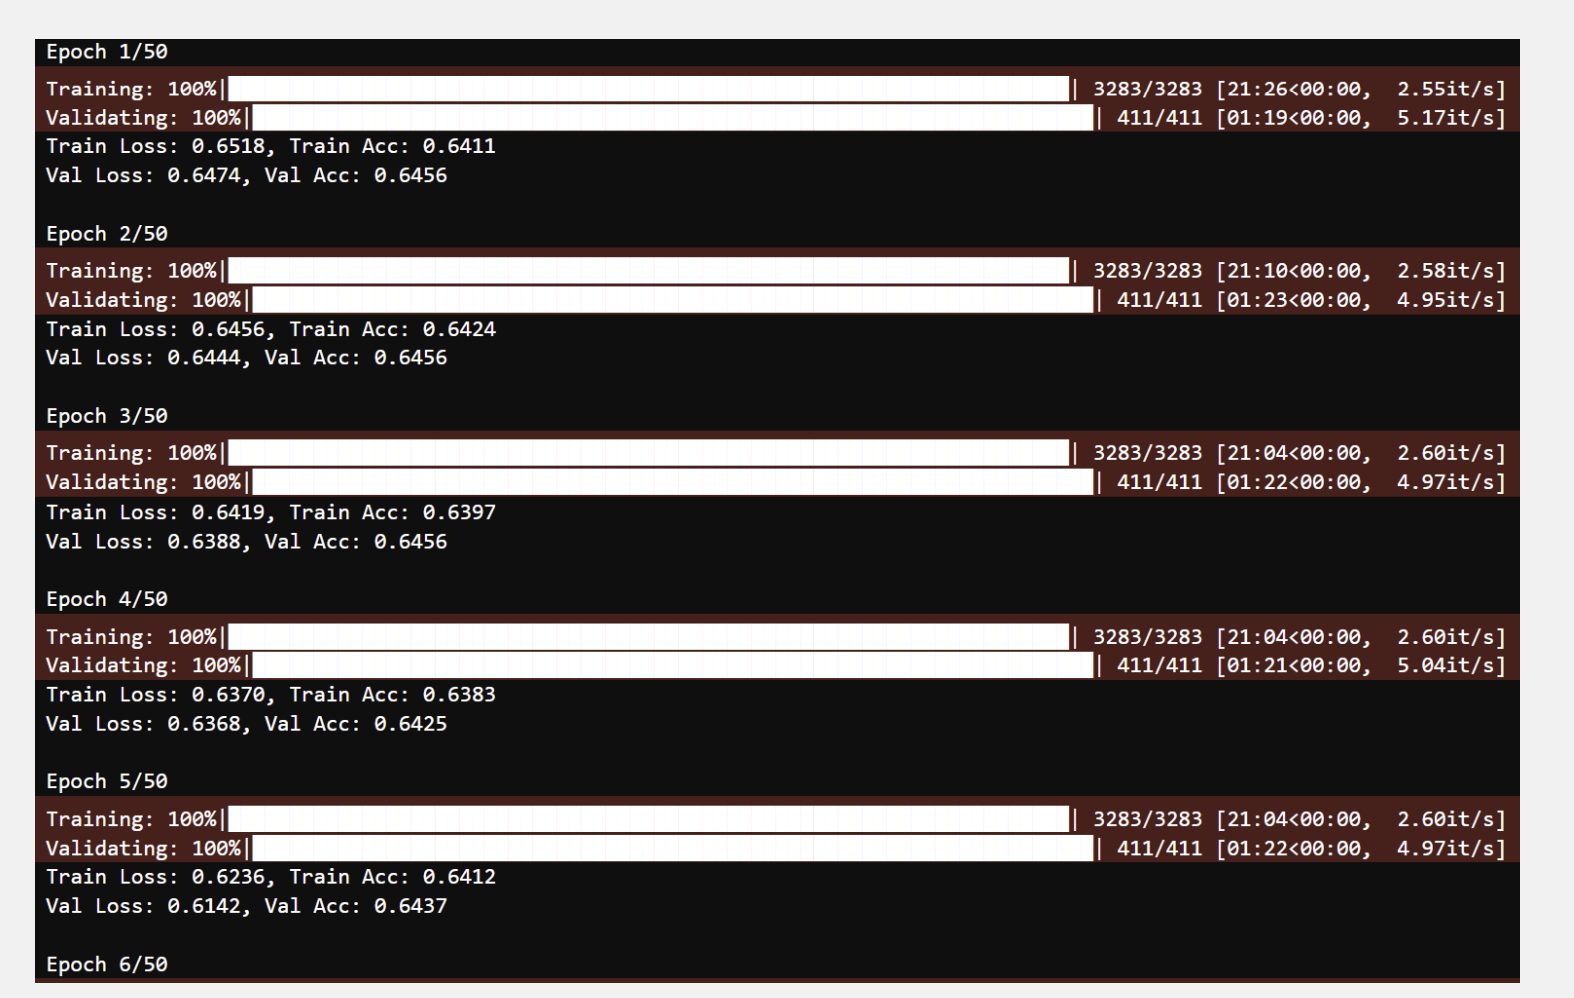 Epoch 1/50
Training: 100%|██████████| 3283/3283 [21:26<00:00,  2.55it/s]
Validating: 100%|██████████| 411/411 [01:19<00:00,  5.17it/s]
Train Loss: 0.6518, Train Acc: 0.6411
Val Loss: 0.6474, Val Acc: 0.6456
Epoch 2/50
Training: 100%|██████████| 3283/3283 [21:10<00:00,  2.58it/s]
Validating: 100%|██████████| 411/411 [01:23<00:00,  4.95it/s]
Train Loss: 0.6456, Train Acc: 0.6424
Val Loss: 0.6444, Val Acc: 0.6456
Epoch 3/50
Training: 100%|██████████| 3283/3283 [21:04<00:00,  2.60it/s]
Validating: 100%|██████████| 411/411 [01:22<00:00,  4.97it/s]
Train Loss: 0.6419, Train Acc: 0.6397
Val Loss: 0.6388, Val Acc: 0.6456
Epoch 4/50
Training: 100%|██████████| 3283/3283 [21:04<00:00,  2.60it/s]
Validating: 100%|██████████| 411/411 [01:21<00:00,  5.04it/s]
Train Loss: 0.6370, Train Acc: 0.6383
Val Loss: 0.6368, Val Acc: 0.6425
Epoch 5/50
Training: 100%|██████████| 3283/3283 [21:04<00:00,  2.60it/s]
Validating: 100%|██████████| 411/411 [01:22<00:00,  4.97it/s]
Train Loss: 0.6236, Train Acc: 0.6412
Val Loss: 0.6142, Val Acc: 0.6437
Epoch 6/50